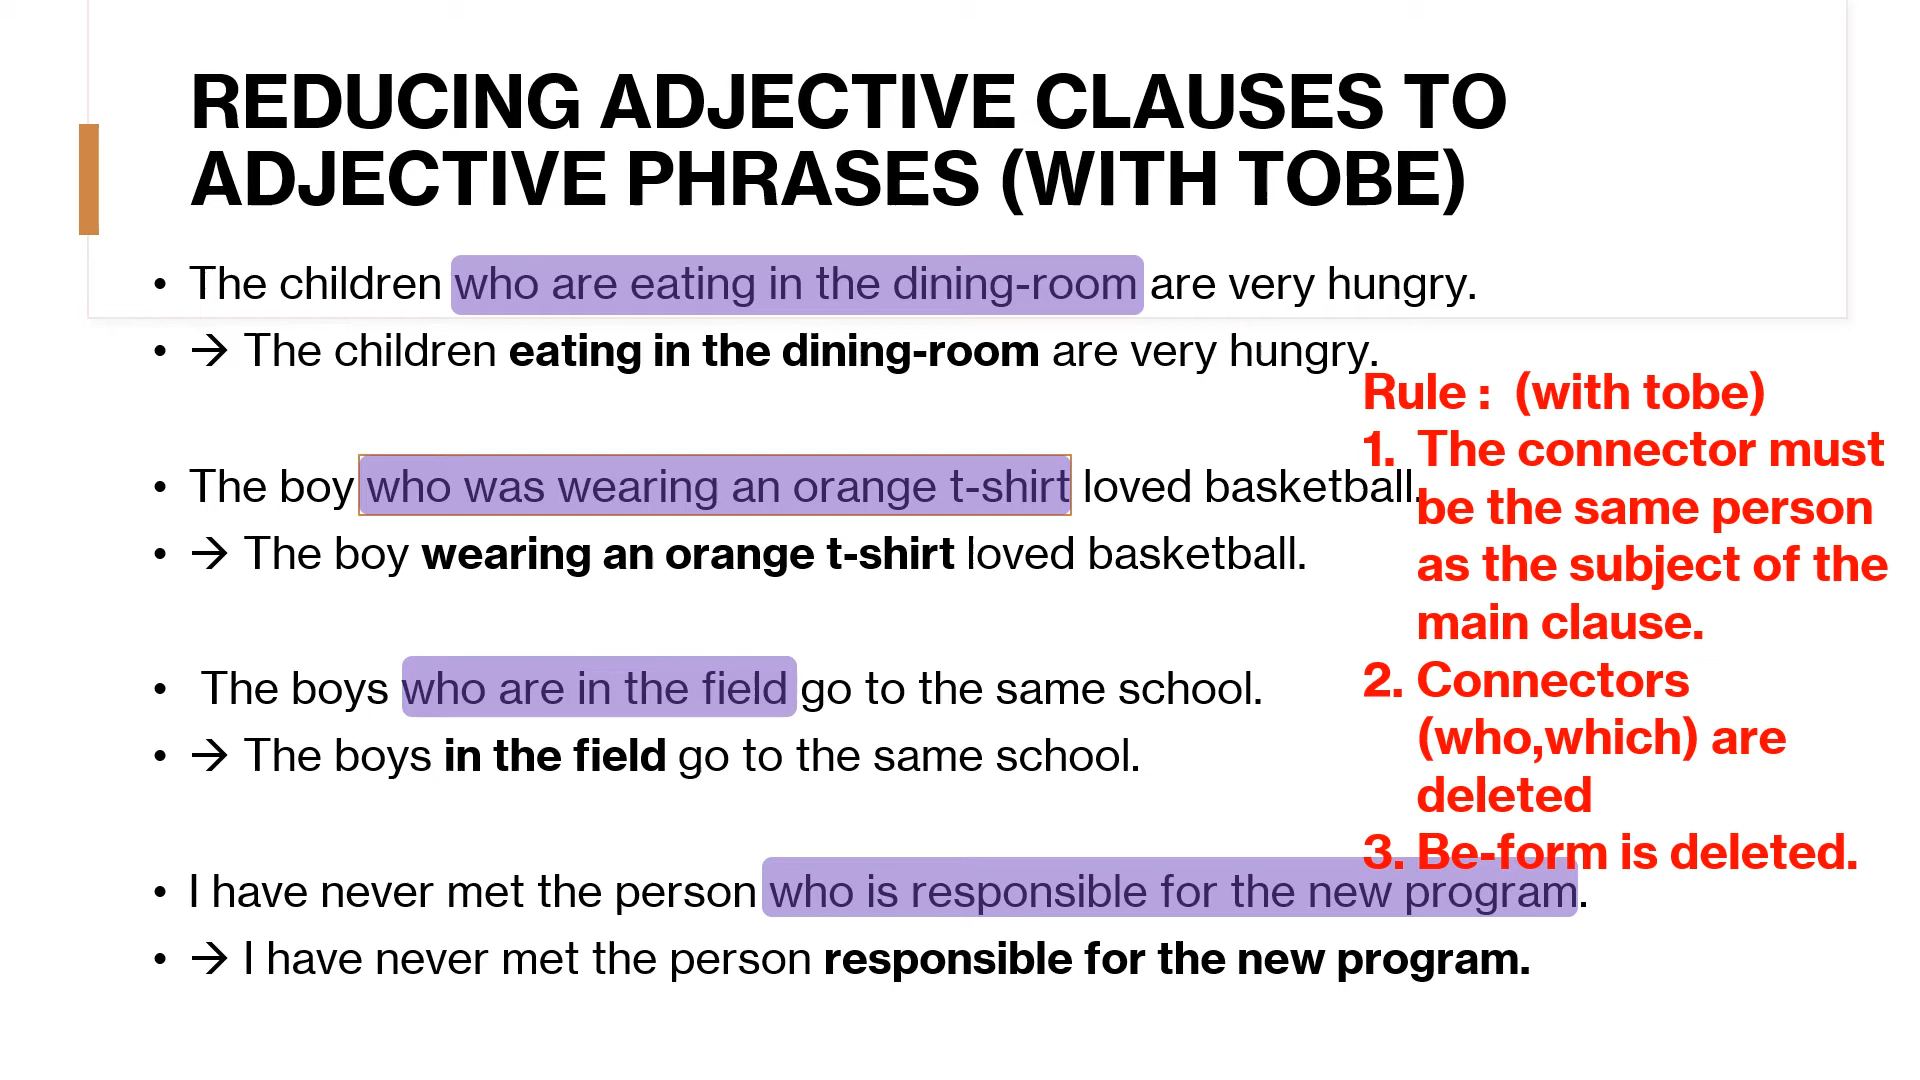 REDUCING ADJECTIVE CLAUSES TO
ADJECTIVE PHRASES (WITH TOBE)
• The children who are eating in the dining-room are very hungry.
• → The children eating in the dining-room are very hungry.
• The boy who was wearing an orange t-shirt loved basketball.
• → The boy wearing an orange t-shirt loved basketball.
• The boys who are in the field go to the same school.
• → The boys in the field go to the same school.
• I have never met the person who is responsible for the new program.
• → I have never met the person responsible for the new program.
Rule : (with tobe)
1. The connector must
be the same person
as the subject of the
main clause.
2. Connectors
(who,which) are
deleted
3. Be-form is deleted.